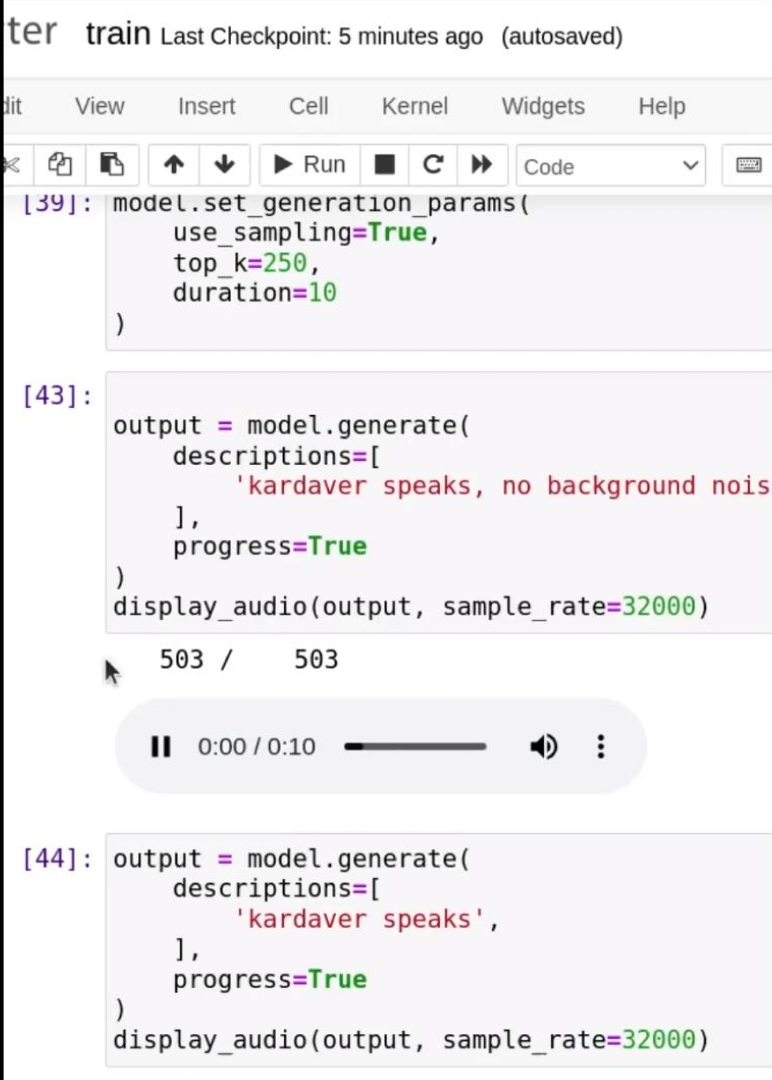 ter train Last Checkpoint: 5 minutes ago (autosaved)
dit View Insert Cell Kernel Widgets Help
Run Code
[39]: model.set_generation_params(
use_sampling=True,
top_k=250,
duration=10
)
[43]:
output = model.generate(
descriptions=[
'kardaver speaks, no background nois
],
progress=True
)
display_audio(output, sample_rate=32000)
503 / 503
0:00 / 0:10
[44]: output = model.generate(
descriptions=[
'kardaver speaks',
],
progress=True
)
display_audio(output, sample_rate=32000)